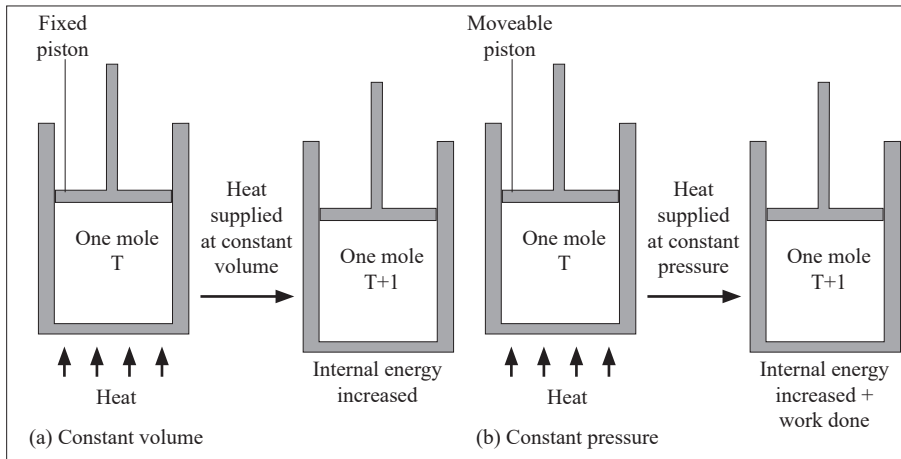 Fixed
piston
One mole
T
Heat
supplied
at constant
volume
One mole
T+1
Heat
Internal energy
increased
(a) Constant volume
Moveable
piston
One mole
T
Heat
supplied
at constant
pressure
One mole
T+1
Heat
Internal energy
increased +
work done
(b) Constant pressure